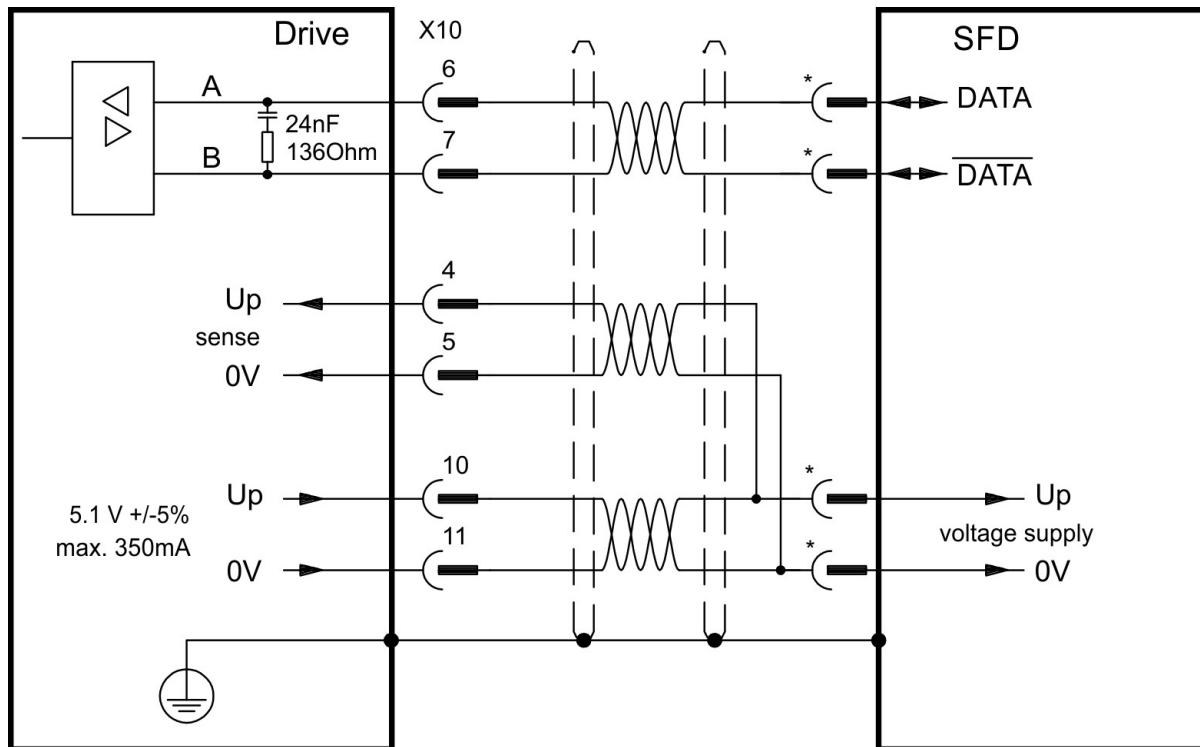 Drive
X10
SFD
6
*
A
DATA
24nF
136Ohm
7
*
B
DATA
4
Up
sense
5
0V
10
*
Up
Up
5.1 V +/-5%
max. 350mA
voltage supply
11
*
0V
0V